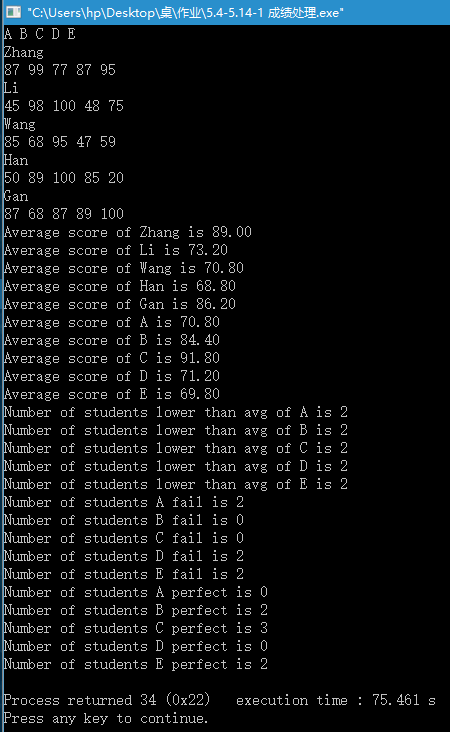 "C:\Users\hp\Desktop\桌\作业\5.4-5.14-1 成绩处理.exe"
A B C D E
Zhang
87 99 77 87 95
Li
45 98 100 48 75
Wang
85 68 95 47 59
Han
50 89 100 85 20
Gan
87 68 87 89 100
Average score of Zhang is 89.00
Average score of Li is 73.20
Average score of Wang is 70.80
Average score of Han is 68.80
Average score of Gan is 86.20
Average score of A is 70.80
Average score of B is 84.40
Average score of C is 91.80
Average score of D is 71.20
Average score of E is 69.80
Number of students lower than avg of A is 2
Number of students lower than avg of B is 2
Number of students lower than avg of C is 2
Number of students lower than avg of D is 2
Number of students lower than avg of E is 2
Number of students A fail is 2
Number of students B fail is 0
Number of students C fail is 0
Number of students D fail is 2
Number of students E fail is 2
Number of students A perfect is 0
Number of students B perfect is 2
Number of students C perfect is 3
Number of students D perfect is 0
Number of students E perfect is 2
Process returned 34 (0x22)   execution time : 75.461 s
Press any key to continue.